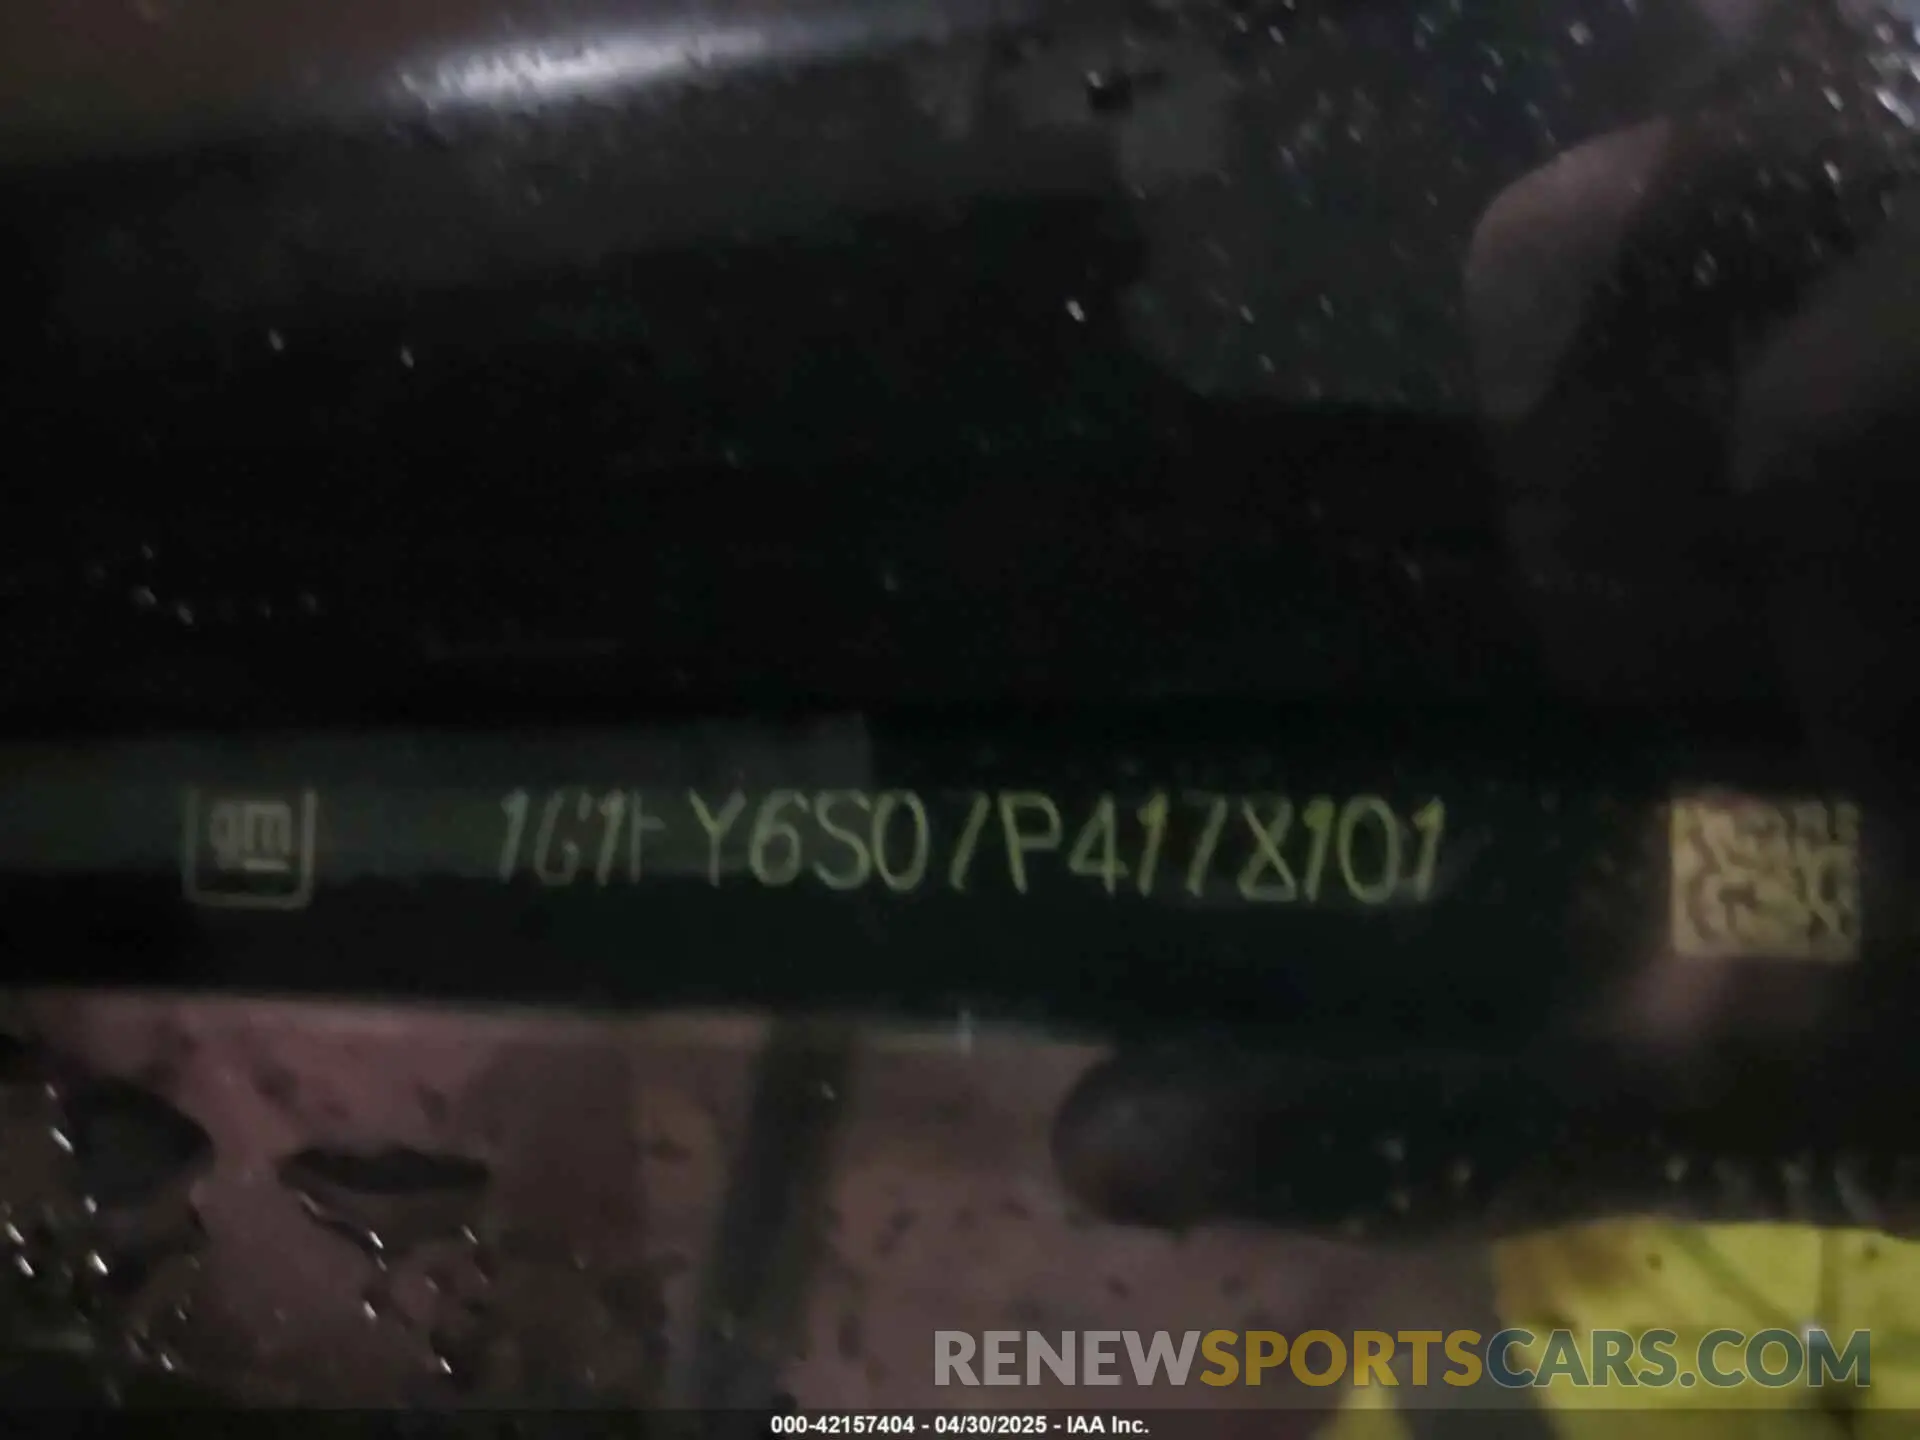 gm 1G1FY6S07P4178101
RENEWSPORTSCARS.COM
000-42157404 - 04/30/2025 - IAA Inc.